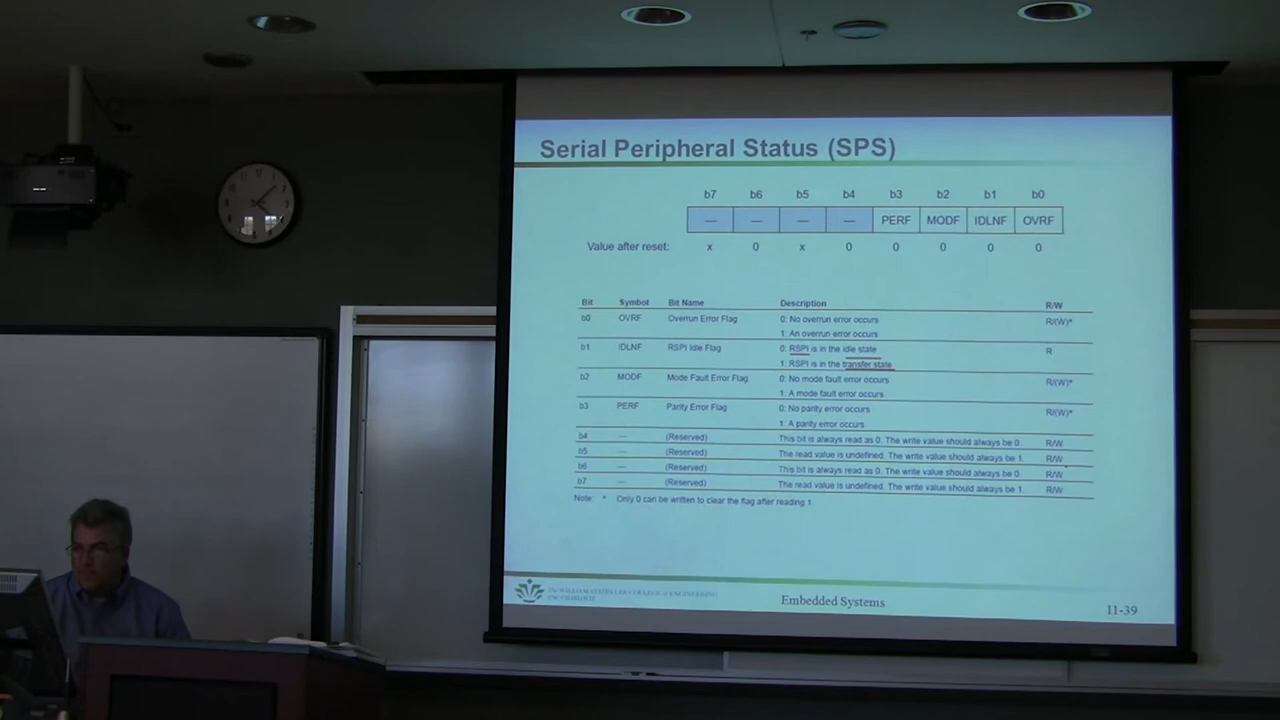 Serial Peripheral Status (SPS)
b7 b6 b5 b4 b3 b2 b1 b0
— — — — PERF MODF IDLNF OVRF
Value after reset: x 0 x 0 0 0 0 0
Bit Symbol Bit Name Description R/W
b0 OVRF Overrun Error Flag 0: No overrun error occurs R/(W)*
1: An overrun error occurs
b1 IDLNF RSPI Idle Flag 0: RSPI is in the idle state R
1: RSPI is in the transfer state
b2 MODF Mode Fault Error Flag 0: No mode fault error occurs R/(W)*
1: A mode fault error occurs
b3 PERF Parity Error Flag 0: No parity error occurs R/(W)*
1: A parity error occurs
b4 — (Reserved) This bit is always read as 0. The write value should always be 0. R/W
b5 — (Reserved) The read value is undefined. The write value should always be 1. R/W
b6 — (Reserved) This bit is always read as 0. The write value should always be 0. R/W
b7 — (Reserved) The read value is undefined. The write value should always be 1. R/W
Note: * Only 0 can be written to clear the flag after reading 1.
The WILLIAM STATES LEE COLLEGE of ENGINEERING
UNC CHARLOTTE
Embedded Systems
11-39